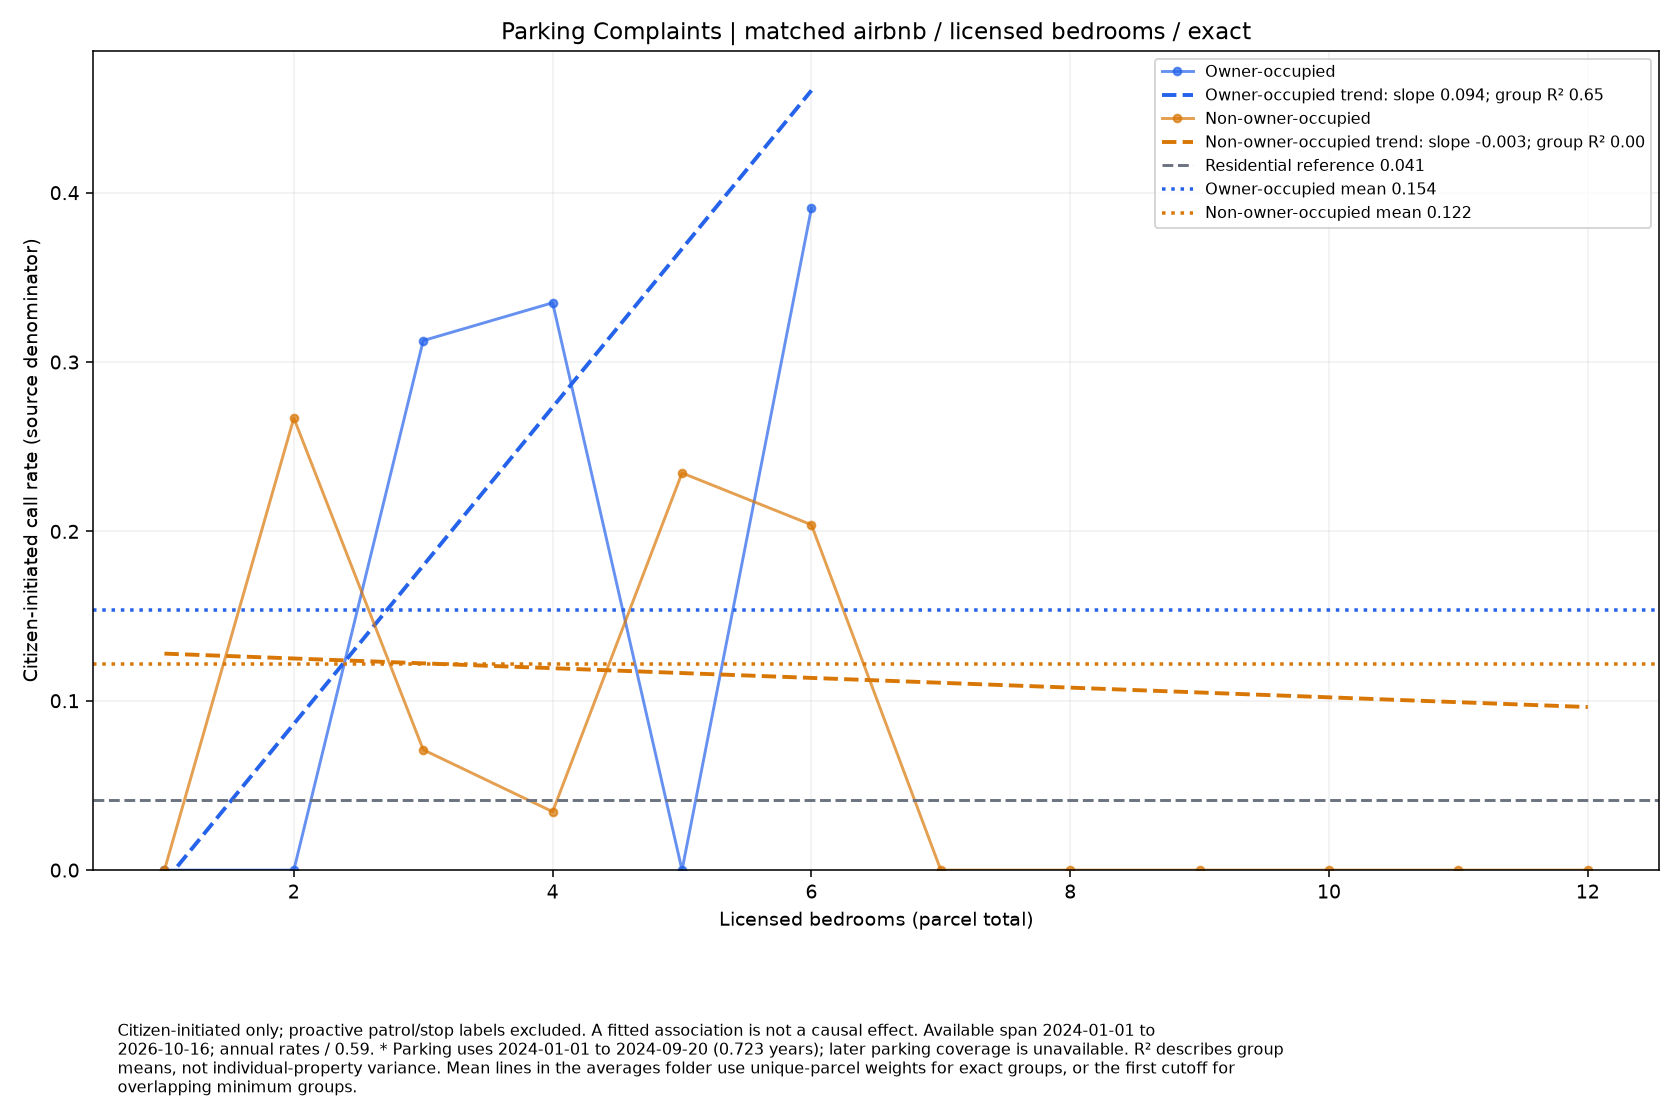 Parking Complaints | matched airbnb / licensed bedrooms / exact
Owner-occupied
Owner-occupied trend: slope 0.094; group R² 0.65
Non-owner-occupied
Non-owner-occupied trend: slope -0.003; group R² 0.00
Residential reference 0.041
Owner-occupied mean 0.154
Non-owner-occupied mean 0.122
Citizen-initiated call rate (source denominator)
0.4
0.3
0.2
0.1
0.0
2 4 6 8 10 12
Licensed bedrooms (parcel total)
Citizen-initiated only; proactive patrol/stop labels excluded. A fitted association is not a causal effect. Available span 2024-01-01 to
2026-10-16; annual rates / 0.59. * Parking uses 2024-01-01 to 2024-09-20 (0.723 years); later parking coverage is unavailable. R² describes group
means, not individual-property variance. Mean lines in the averages folder use unique-parcel weights for exact groups, or the first cutoff for
overlapping minimum groups.